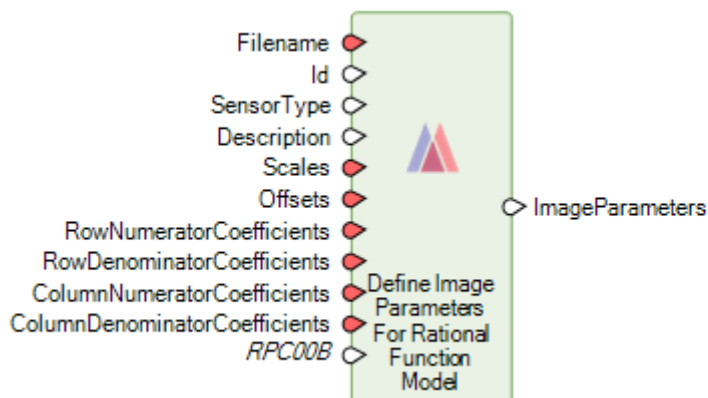 Filename
Id
SensorType
Description
Scales
Offsets
ImageParameters
RowNumeratorCoefficients
RowDenominatorCoefficients
ColumnNumeratorCoefficients
ColumnDenominatorCoefficients
RPC00B
Define Image
Parameters
For Rational
Function
Model